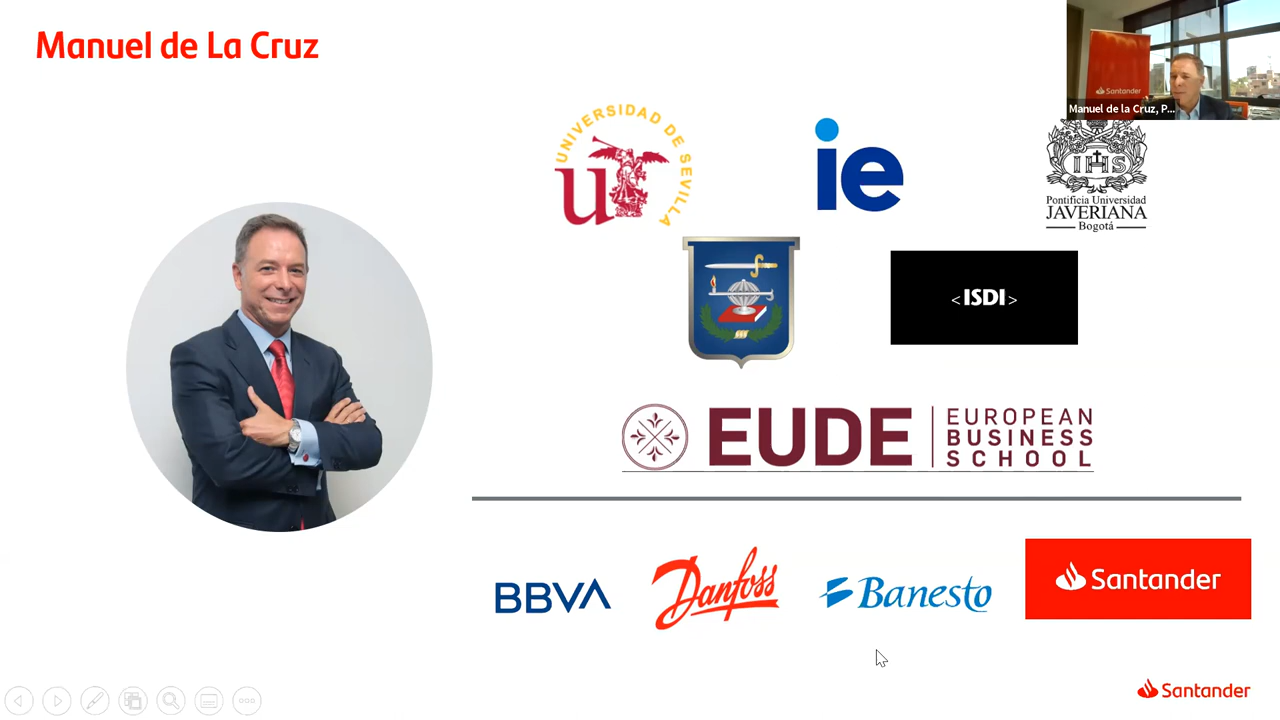 Manuel de La Cruz
Santander
Manuel de la Cruz, P...
UNIVERSIDAD DE SEVILLA
u
ie
IHS
Pontificia Universidad
JAVERIANA
Bogotá
<ISDI>
EUDE
EUROPEAN
BUSINESS
SCHOOL
BBVA
Danfoss
Banesto
Santander
Santander